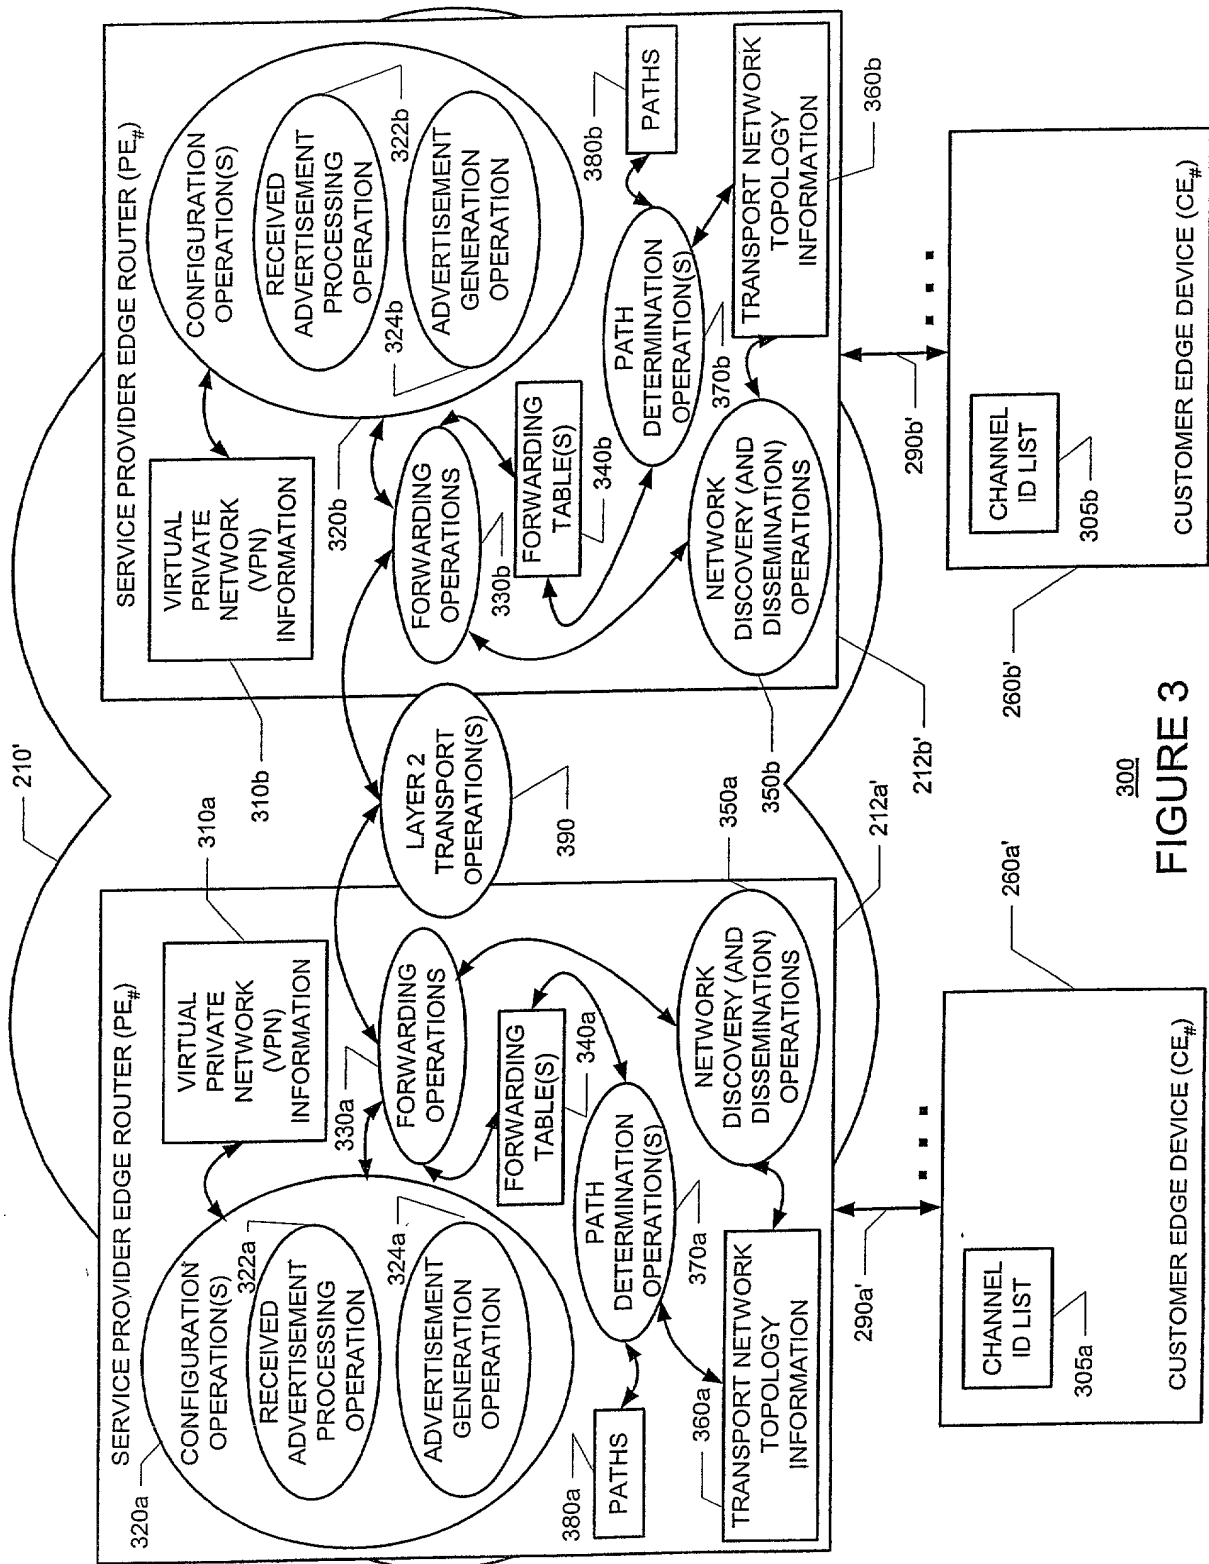 210'
SERVICE PROVIDER EDGE ROUTER (PE#)
320a
CONFIGURATION
OPERATION(S)
322a
RECEIVED
ADVERTISEMENT
PROCESSING
OPERATION
324a
ADVERTISEMENT
GENERATION
OPERATION
310a
VIRTUAL
PRIVATE
NETWORK
(VPN)
INFORMATION
330a
FORWARDING
OPERATIONS
FORWARDING
TABLE(S)
340a
380a
PATHS
PATH
DETERMINATION
OPERATION(S)
370a
360a
TRANSPORT NETWORK
TOPOLOGY
INFORMATION
NETWORK
DISCOVERY (AND
DISSEMINATION)
OPERATIONS
350a
212a'
LAYER 2
TRANSPORT
OPERATION(S)
390
SERVICE PROVIDER EDGE ROUTER (PE#)
310b
VIRTUAL
PRIVATE
NETWORK
(VPN)
INFORMATION
320b
CONFIGURATION
OPERATION(S)
RECEIVED
ADVERTISEMENT
PROCESSING
OPERATION
322b
324b
ADVERTISEMENT
GENERATION
OPERATION
FORWARDING
OPERATIONS
330b
FORWARDING
TABLE(S)
340b
380b
PATHS
PATH
DETERMINATION
OPERATION(S)
370b
TRANSPORT NETWORK
TOPOLOGY
INFORMATION
360b
NETWORK
DISCOVERY (AND
DISSEMINATION)
OPERATIONS
350b
212b'
290a'
CHANNEL
ID LIST
305a
CUSTOMER EDGE DEVICE (CE#)
260a'
290b'
CHANNEL
ID LIST
305b
CUSTOMER EDGE DEVICE (CE#)
260b'
300
FIGURE 3